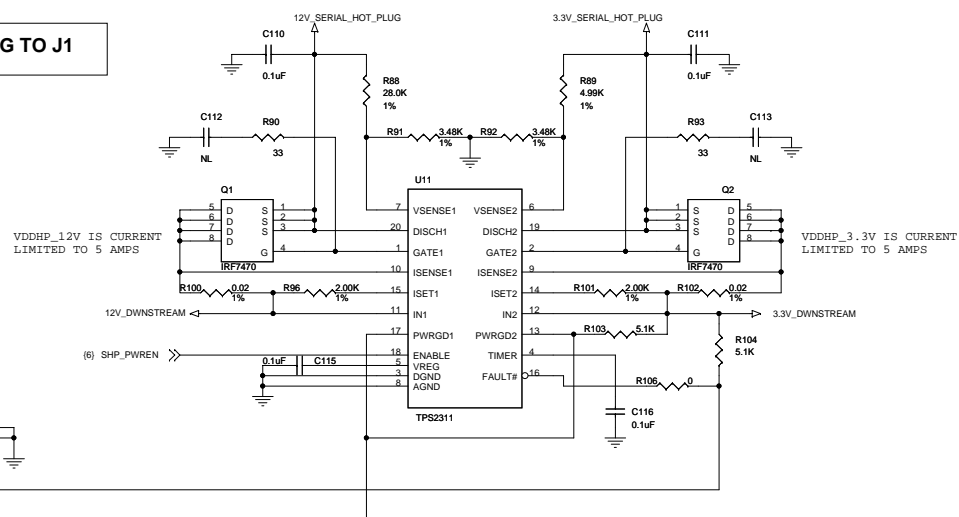 G TO J1
12V_SERIAL_HOT_PLUG
3.3V_SERIAL_HOT_PLUG
C110
0.1uF
C111
0.1uF
R88
28.0K
1%
R89
4.99K
1%
C112
NL
R90
33
R91
3.48K
1%
R92
3.48K
1%
R93
33
C113
NL
Q1
5
6
7
8
D
D
D
D
S
S
S
G
1
2
3
4
IRF7470
VDDHP_12V IS CURRENT
LIMITED TO 5 AMPS
U11
7 VSENSE1 VSENSE2 6
20 DISCH1 DISCH2 19
1 GATE1 GATE2 2
10 ISENSE1 ISENSE2 9
15 ISET1 ISET2 14
11 IN1 IN2 12
17 PWRGD1 PWRGD2 13
18 ENABLE TIMER 4
5 VREG
3 DGND FAULT# 16
8 AGND
TPS2311
Q2
1
2
3
4
S
S
S
G
D
D
D
D
5
6
7
8
IRF7470
VDDHP_3.3V IS CURRENT
LIMITED TO 5 AMPS
R100
0.02
1%
R96
2.00K
1%
R101
2.00K
1%
R102
0.02
1%
12V_DWNSTREAM
3.3V_DWNSTREAM
R103
5.1K
R104
5.1K
(6) SHP_PWREN
0.1uF
C115
R106
0
C116
0.1uF